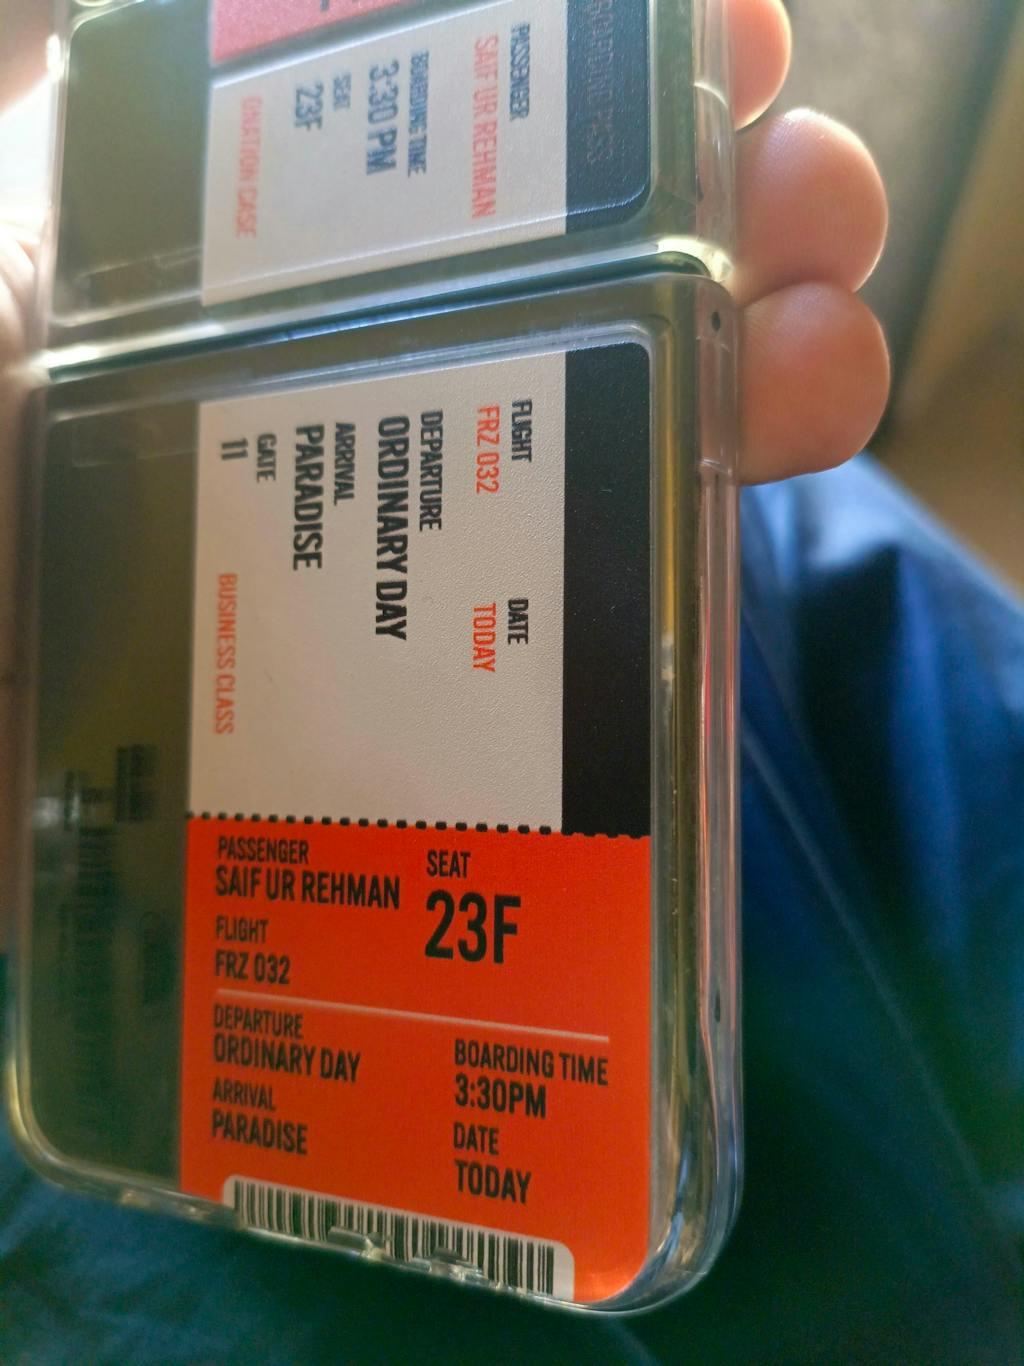 BOARDING PASS
PASSENGER
SAIF UR REHMAN
BOARDING TIME
3:30 PM
SEAT
23F
FLIGHT
FRZ 032
DATE
TODAY
DEPARTURE
ORDINARY DAY
ARRIVAL
PARADISE
GATE
11
BUSINESS CLASS
PASSENGER
SAIF UR REHMAN
SEAT
23F
FLIGHT
FRZ 032
DEPARTURE
ORDINARY DAY
ARRIVAL
PARADISE
BOARDING TIME
3:30PM
DATE
TODAY